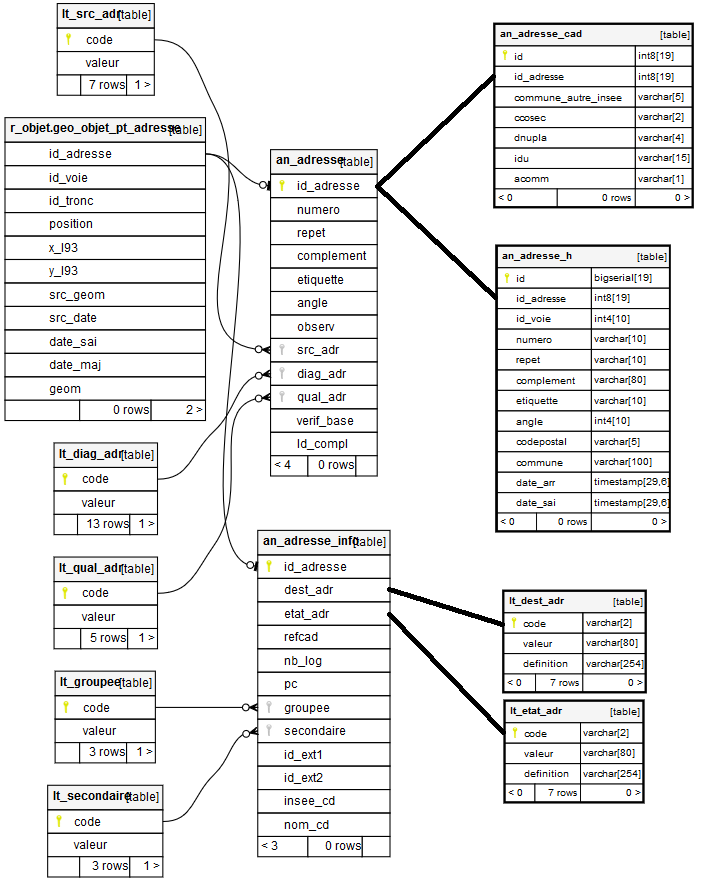 lt_src_adr [table]
code
valeur
7 rows 1 >
r_objet.geo_objet_pt_adresse [table]
id_adresse
id_voie
id_tronc
position
x_l93
y_l93
src_geom
src_date
date_sai
date_maj
geom
0 rows 2 >
lt_diag_adr [table]
code
valeur
13 rows 1 >
lt_qual_adr [table]
code
valeur
5 rows 1 >
lt_groupee [table]
code
valeur
3 rows 1 >
lt_secondaire [table]
code
valeur
3 rows 1 >
an_adresse [table]
id_adresse
numero
repet
complement
etiquette
angle
observ
src_adr
diag_adr
qual_adr
verif_base
ld_compl
< 4 0 rows
an_adresse_info [table]
id_adresse
dest_adr
etat_adr
refcad
nb_log
pc
groupee
secondaire
id_ext1
id_ext2
insee_cd
nom_cd
< 3 0 rows
an_adresse_cad [table]
id int8[19]
id_adresse int8[19]
commune_autre_insee varchar[5]
ccosec varchar[2]
dnupla varchar[4]
idu varchar[15]
acomm varchar[1]
< 0 0 rows 0 >
an_adresse_h [table]
id bigserial[19]
id_adresse int8[19]
id_voie int4[10]
numero varchar[10]
repet varchar[10]
complement varchar[80]
etiquette varchar[10]
angle int4[10]
codepostal varchar[5]
commune varchar[100]
date_arr timestamp[29,6]
date_sai timestamp[29,6]
< 0 0 rows 0 >
lt_dest_adr [table]
code varchar[2]
valeur varchar[80]
definition varchar[254]
< 0 7 rows 0 >
lt_etat_adr [table]
code varchar[2]
valeur varchar[80]
definition varchar[254]
< 0 7 rows 0 >